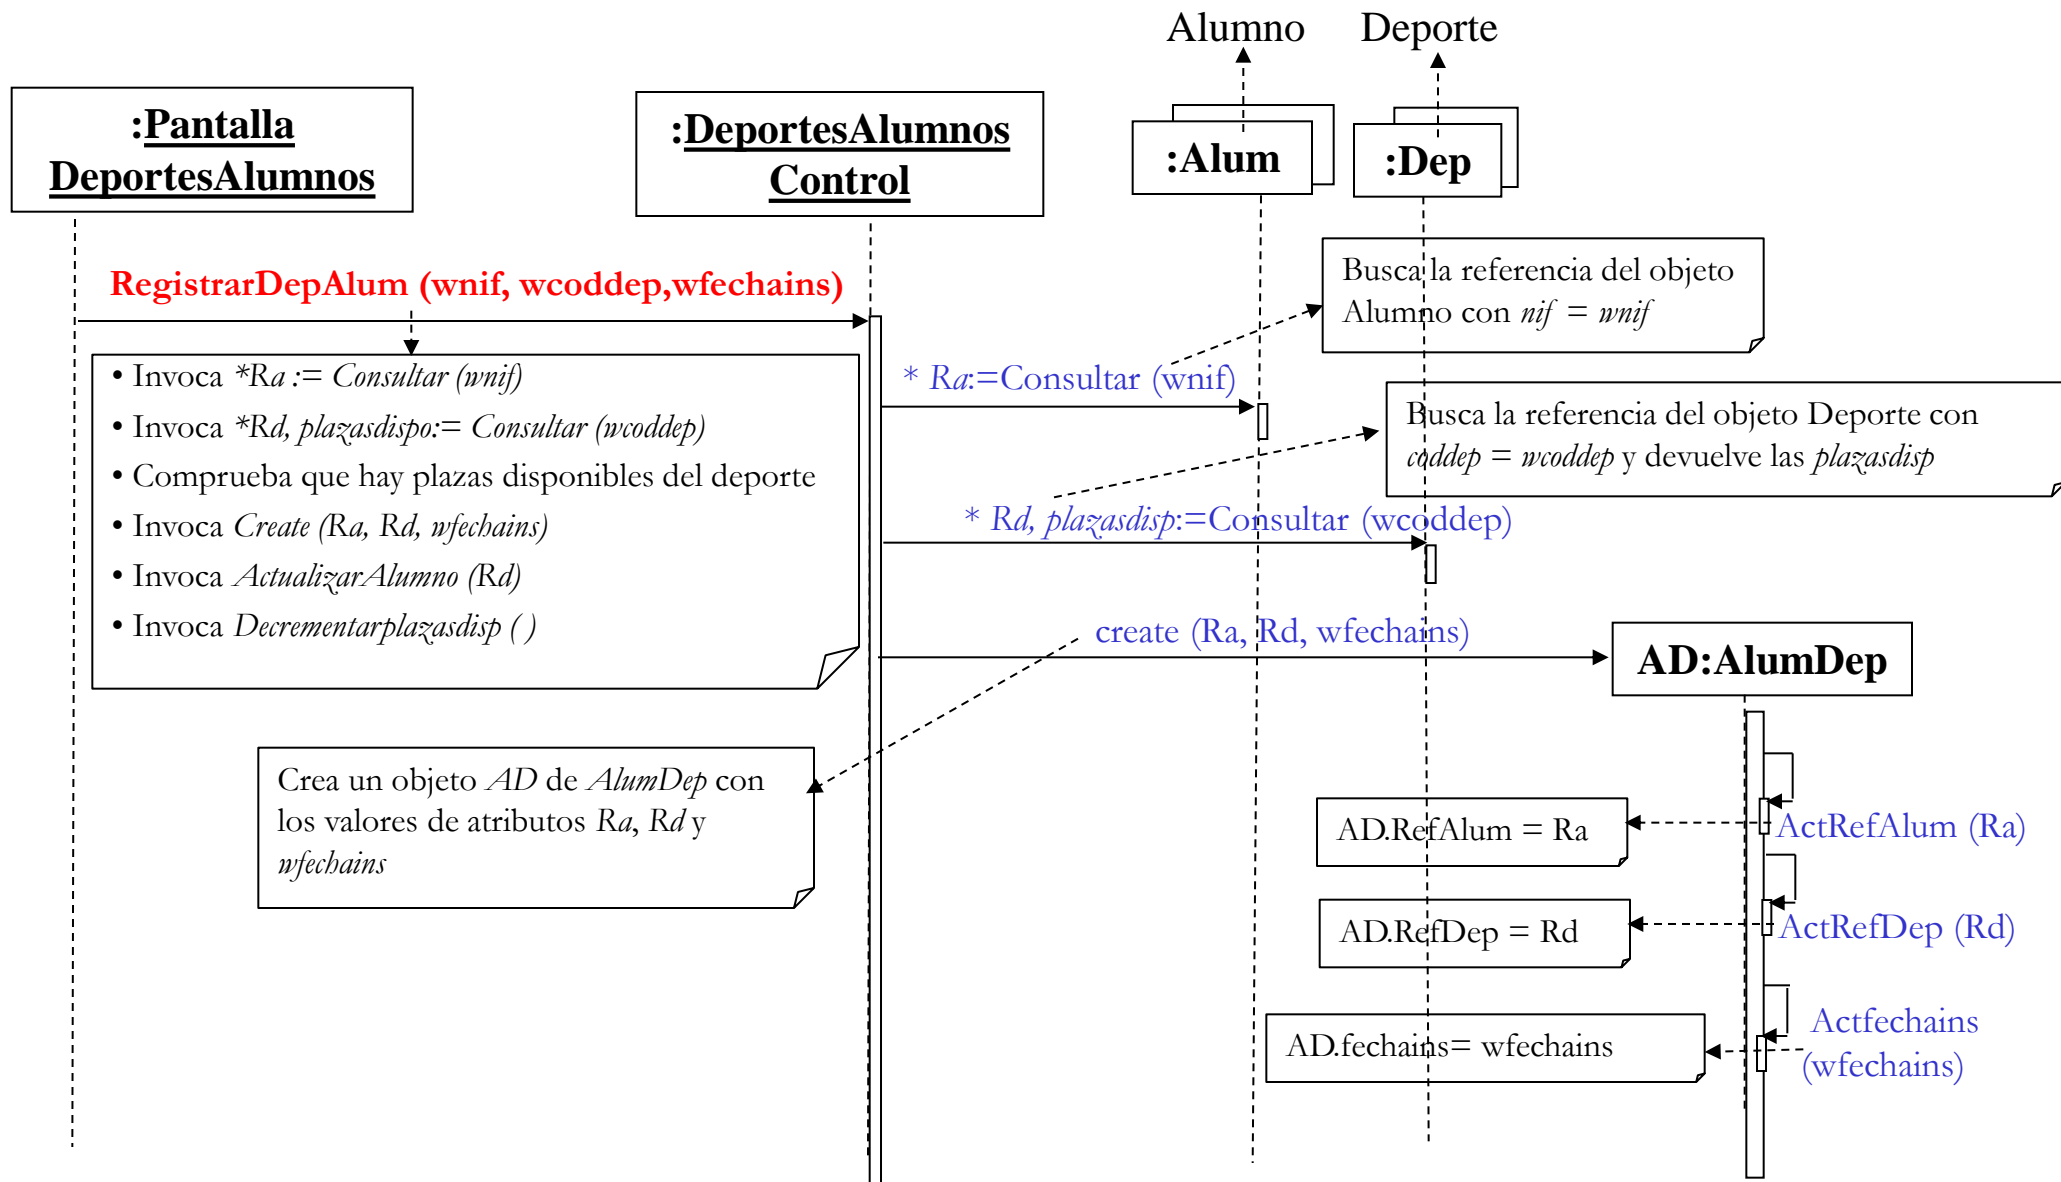 Alumno
Deporte
:Pantalla
DeportesAlumnos
:DeportesAlumnos
Control
:Alum
:Dep
RegistrarDepAlum (wnif, wcoddep,wfechains)
Busca la referencia del objeto
Alumno con nif = wnif
• Invoca *Ra := Consultar (wnif)
• Invoca *Rd, plazasdispo:= Consultar (wcoddep)
• Comprueba que hay plazas disponibles del deporte
• Invoca Create (Ra, Rd, wfechains)
• Invoca ActualizarAlumno (Rd)
• Invoca Decrementarplazasdisp ( )
* Ra:=Consultar (wnif)
Busca la referencia del objeto Deporte con
coddep = wcoddep y devuelve las plazasdisp
* Rd, plazasdisp:=Consultar (wcoddep)
create (Ra, Rd, wfechains)
AD:AlumDep
Crea un objeto AD de AlumDep con
los valores de atributos Ra, Rd y
wfechains
AD.RefAlum = Ra
ActRefAlum (Ra)
AD.RefDep = Rd
ActRefDep (Rd)
AD.fechains= wfechains
Actfechains
(wfechains)